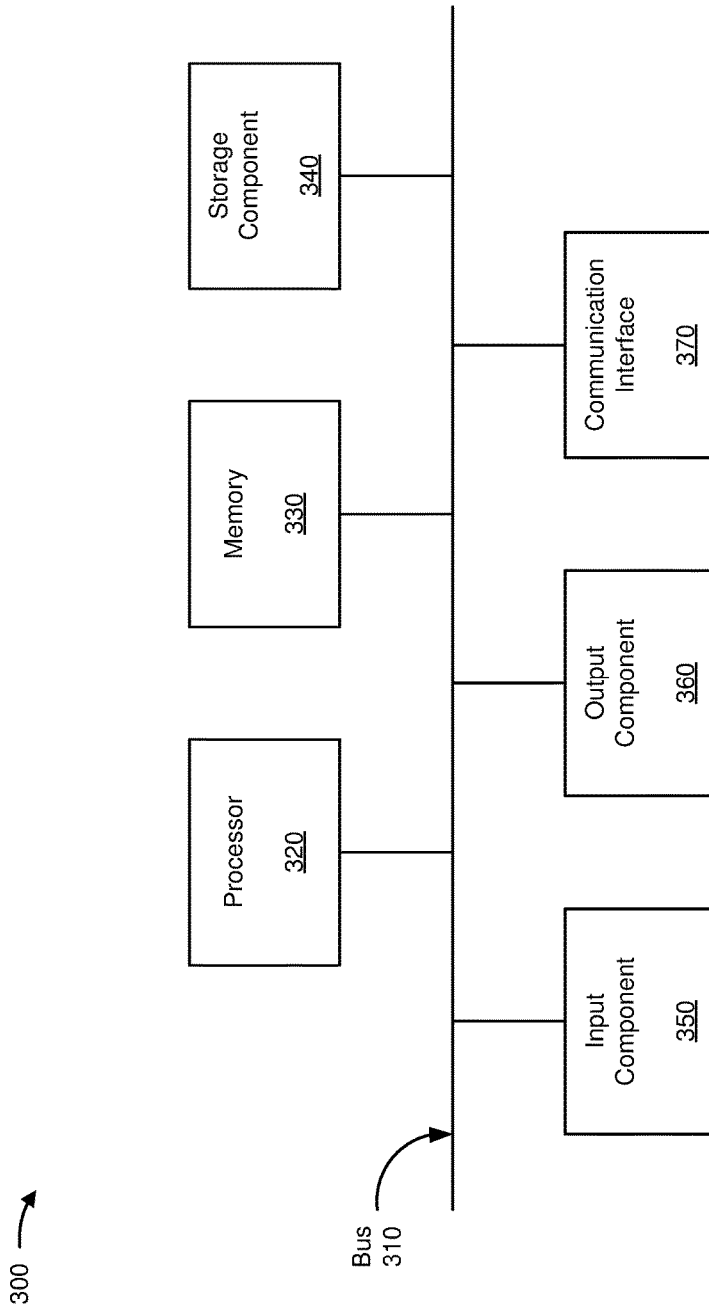 300
Processor
320
Memory
330
Storage
Component
340
Bus
310
Input
Component
350
Output
Component
360
Communication
Interface
370